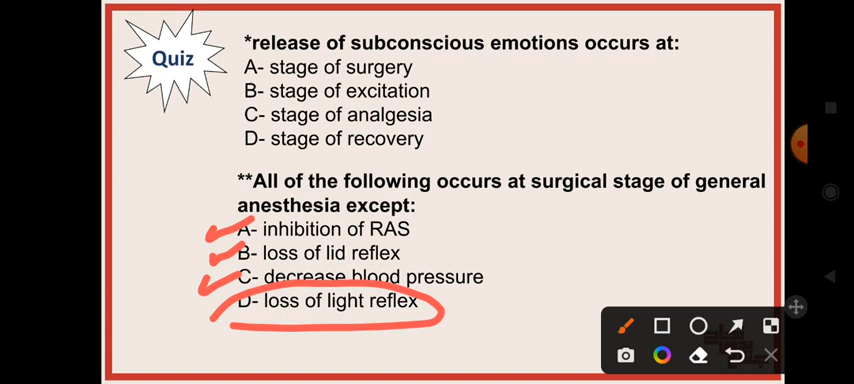 Quiz
*release of subconscious emotions occurs at:
A- stage of surgery
B- stage of excitation
C- stage of analgesia
D- stage of recovery
**All of the following occurs at surgical stage of general
anesthesia except:
A- inhibition of RAS
B- loss of lid reflex
C- decrease blood pressure
D- loss of light reflex